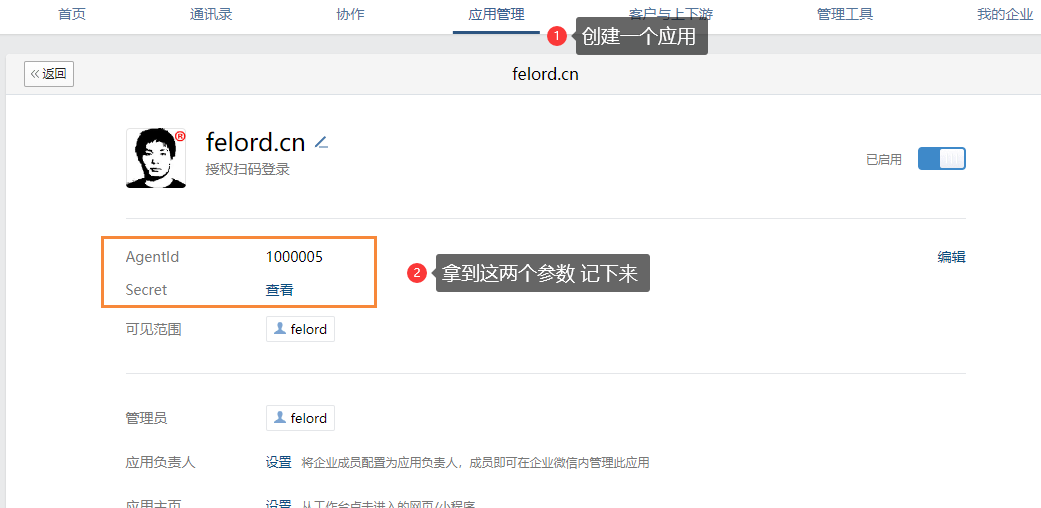 首页 通讯录 协作 应用管理 客户与上下游 管理工具 我的企业
1 创建一个应用
返回 felord.cn
felord.cn
授权扫码登录
已启用
AgentId 1000005 编辑
2 拿到这两个参数 记下来
Secret 查看
可见范围 felord
管理员 felord
应用负责人 设置 将企业成员配置为应用负责人，成员即可在企业微信内管理此应用
应用主页 设置 从工作台点击进入的网页/小程序